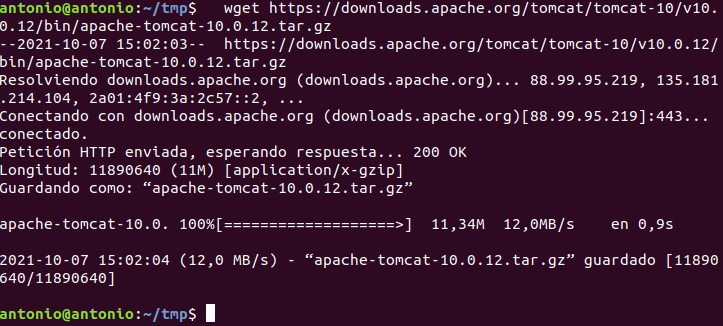 antonio@antonio:~/tmp$   wget https://downloads.apache.org/tomcat/tomcat-10/v10.
0.12/bin/apache-tomcat-10.0.12.tar.gz
--2021-10-07 15:02:03--  https://downloads.apache.org/tomcat/tomcat-10/v10.0.12/
bin/apache-tomcat-10.0.12.tar.gz
Resolviendo downloads.apache.org (downloads.apache.org)... 88.99.95.219, 135.181
.214.104, 2a01:4f9:3a:2c57::2, ...
Conectando con downloads.apache.org (downloads.apache.org)[88.99.95.219]:443...
conectado.
Petición HTTP enviada, esperando respuesta... 200 OK
Longitud: 11890640 (11M) [application/x-gzip]
Guardando como: “apache-tomcat-10.0.12.tar.gz”
apache-tomcat-10.0. 100%[===================>]  11,34M  12,0MB/s    en 0,9s
2021-10-07 15:02:04 (12,0 MB/s) - “apache-tomcat-10.0.12.tar.gz” guardado [11890
640/11890640]
antonio@antonio:~/tmp$